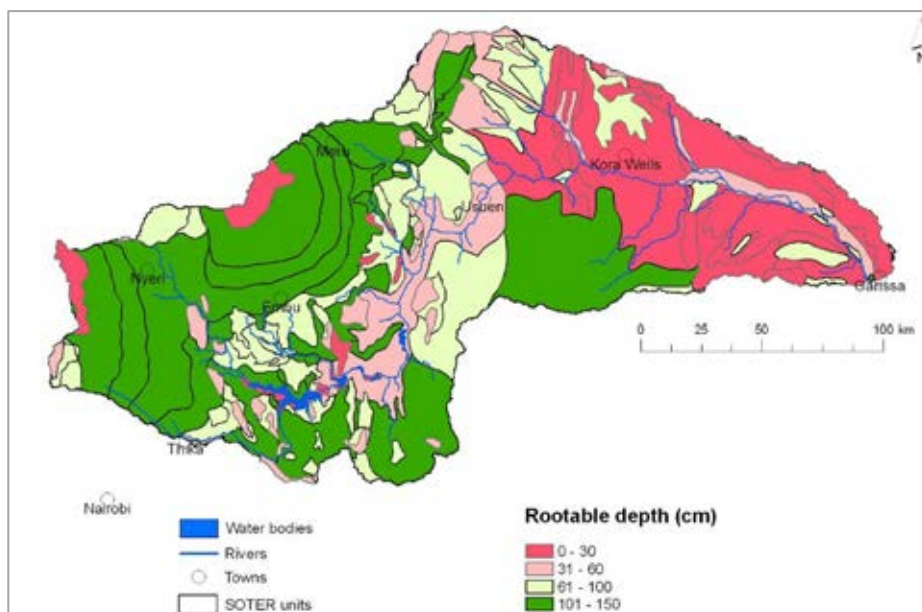 N
Meru
Kora Wells
Usuen
Nyeri
Embu
Garissa
0 25 50 100 km
Thika
Nairobi
Water bodies
Rivers
Towns
SOTER units
Rootable depth (cm)
0 - 30
31 - 60
61 - 100
101 - 150